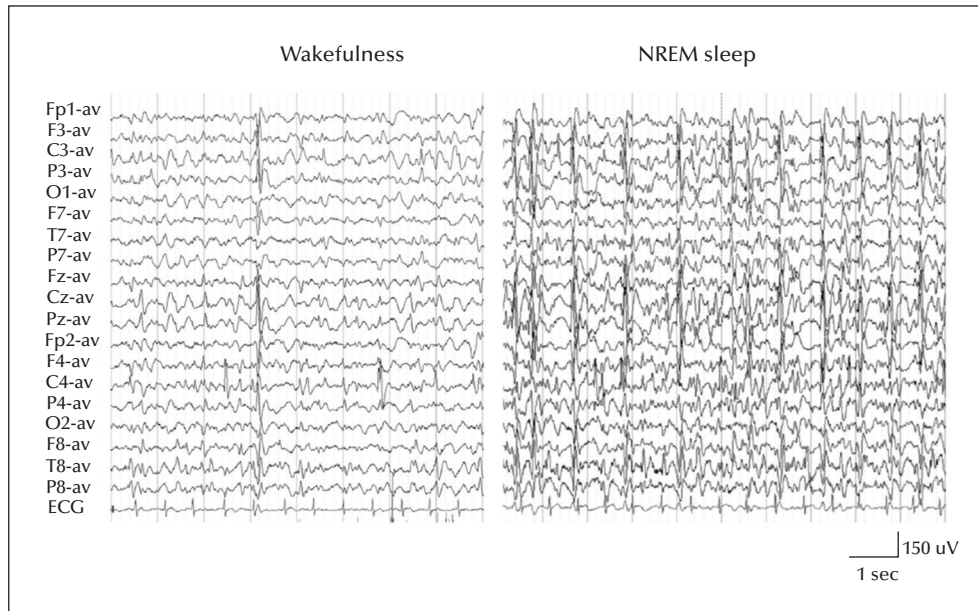 Wakefulness NREM sleep
Fp1-av
F3-av
C3-av
P3-av
O1-av
F7-av
T7-av
P7-av
Fz-av
Cz-av
Pz-av
Fp2-av
F4-av
C4-av
P4-av
O2-av
F8-av
T8-av
P8-av
ECG
150 uV
1 sec